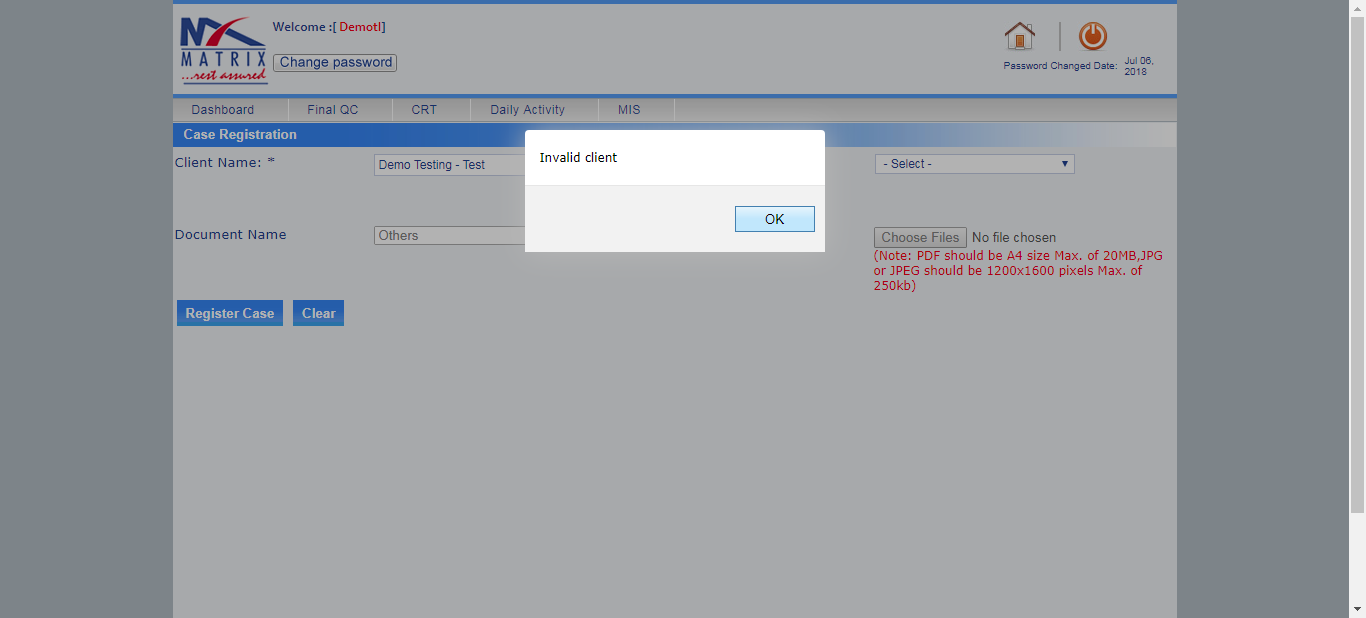 Welcome :[ Demotl]
MATRIX
...rest assured
Change password
Password Changed Date: Jul 06,
2018
Dashboard Final QC CRT Daily Activity MIS
Case Registration
Invalid client
OK
Client Name: * Demo Testing - Test - Select -
Document Name Others Choose Files No file chosen
(Note: PDF should be A4 size Max. of 20MB,JPG
or JPEG should be 1200x1600 pixels Max. of
250kb)
Register Case Clear